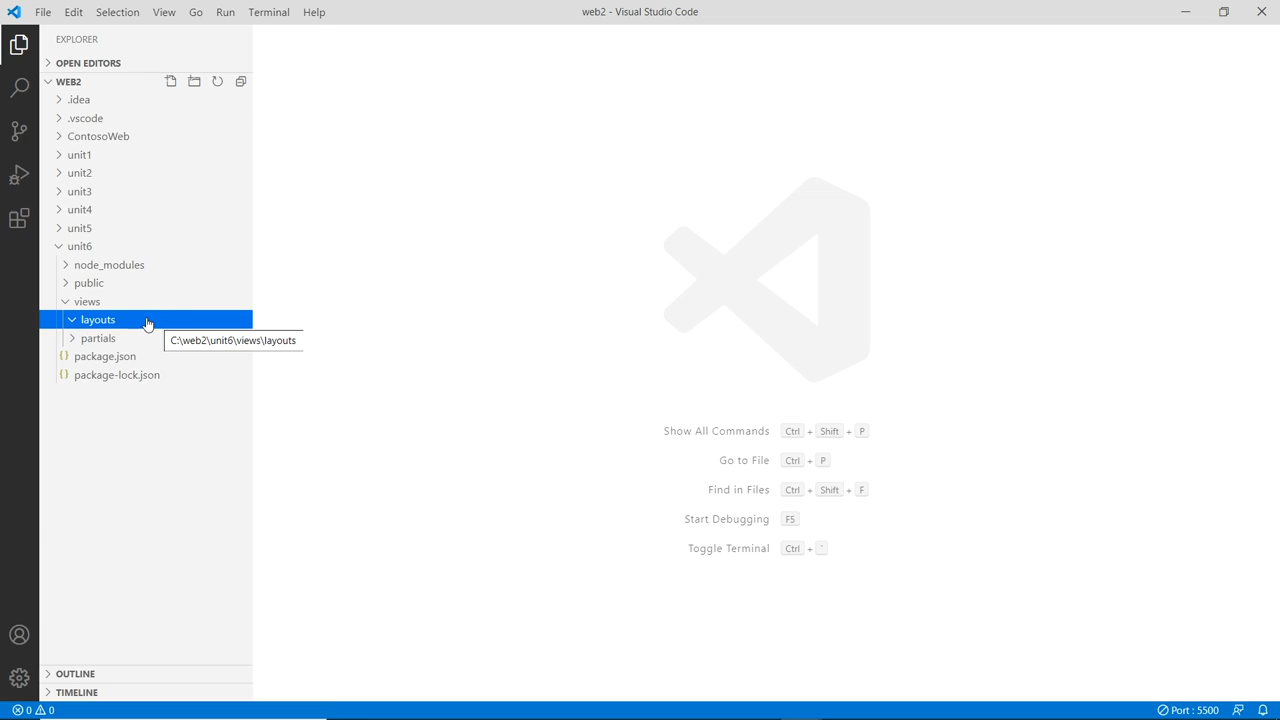 File Edit Selection View Go Run Terminal Help web2 - Visual Studio Code
EXPLORER
OPEN EDITORS
WEB2
.idea
.vscode
ContosoWeb
unit1
unit2
unit3
unit4
unit5
unit6
node_modules
public
views
layouts
C:\web2\unit6\views\layouts
partials
package.json
package-lock.json
Show All Commands Ctrl + Shift + P
Go to File Ctrl + P
Find in Files Ctrl + Shift + F
Start Debugging F5
Toggle Terminal Ctrl + `
OUTLINE
TIMELINE
0 0 Port : 5500